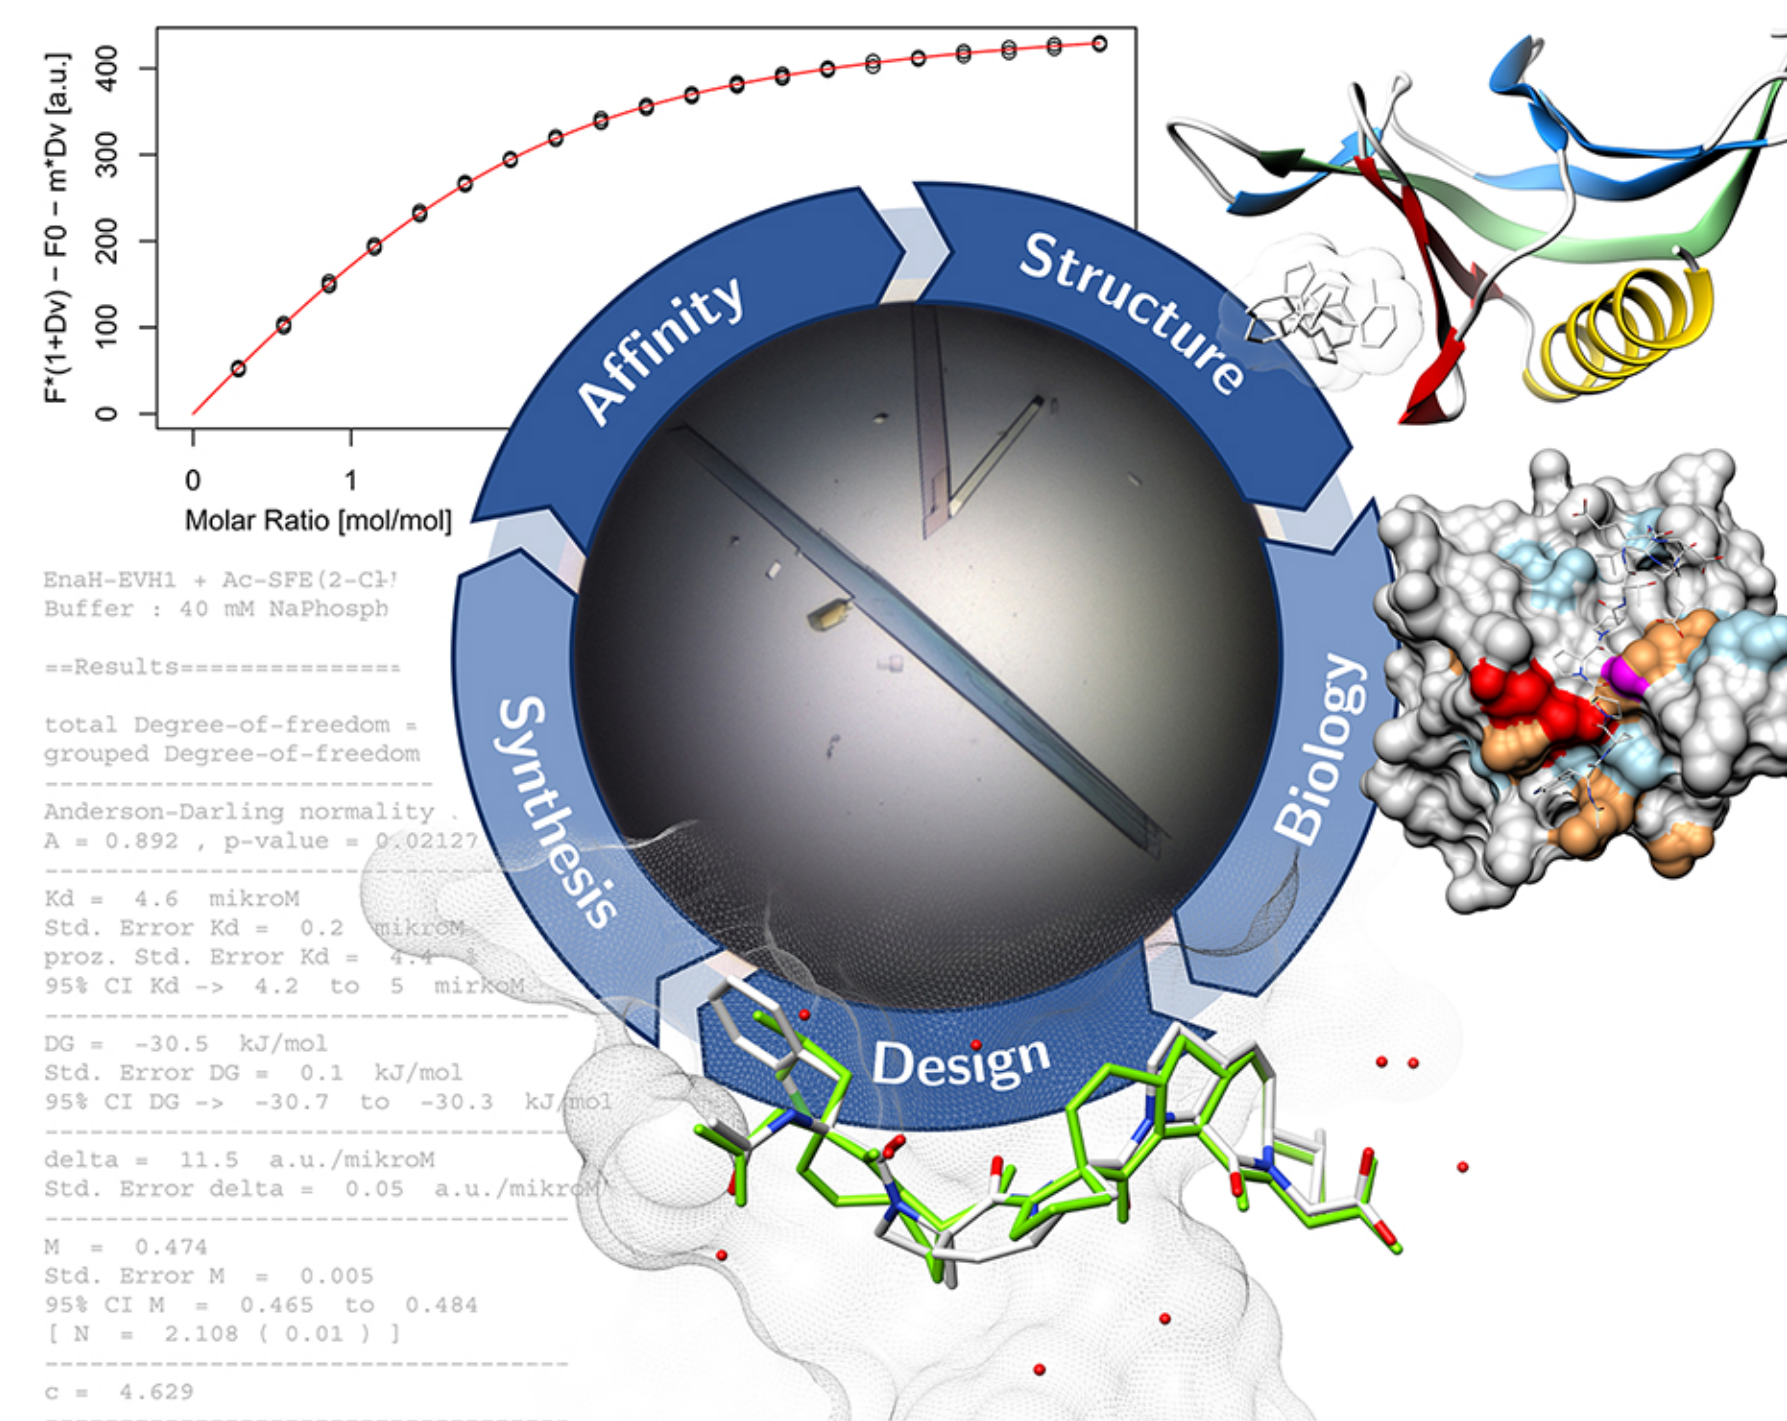 F*(1+Dv) – F0 – m*Dv [a.u.]
400
300
200
100
0
0
1
Molar Ratio [mol/mol]
Affinity
Structure
Biology
Design
Synthesis
EnaH-EVH1 + Ac-SFE(2-Cl-
Buffer : 40 mM NaPhosph
==Results===============
total Degree-of-freedom =
grouped Degree-of-freedom
Anderson-Darling normality
A = 0.892 , p-value = 0.02127
Kd = 4.6 mikroM
Std. Error Kd = 0.2 mikroM
proz. Std. Error Kd = 4.4 %
95% CI Kd -> 4.2 to 5 mirkoM
DG = -30.5 kJ/mol
Std. Error DG = 0.1 kJ/mol
95% CI DG -> -30.7 to -30.3 kJ/mol
delta = 11.5 a.u./mikroM
Std. Error delta = 0.05 a.u./mikroM
M = 0.474
Std. Error M = 0.005
95% CI M = 0.465 to 0.484
[ N = 2.108 ( 0.01 ) ]
c = 4.629